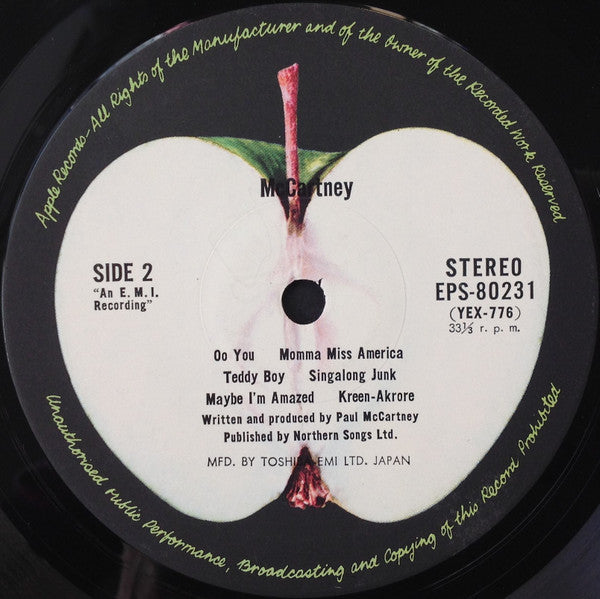 Apple Records-All Rights of the Manufacturer and of the Owner of the Recorded Work Reserved
McCartney
SIDE 2
"An E.M.I.
Recording"
STEREO
EPS-80231
(YEX-776)
33⅓ r. p. m.
Oo You Momma Miss America
Teddy Boy Singalong Junk
Maybe I'm Amazed Kreen-Akrore
Written and produced by Paul McCartney
Published by Northern Songs Ltd.
MFD. BY TOSHIBA-EMI LTD. JAPAN
Unauthorised Public Performance, Broadcasting and Copying of this Record Prohibited